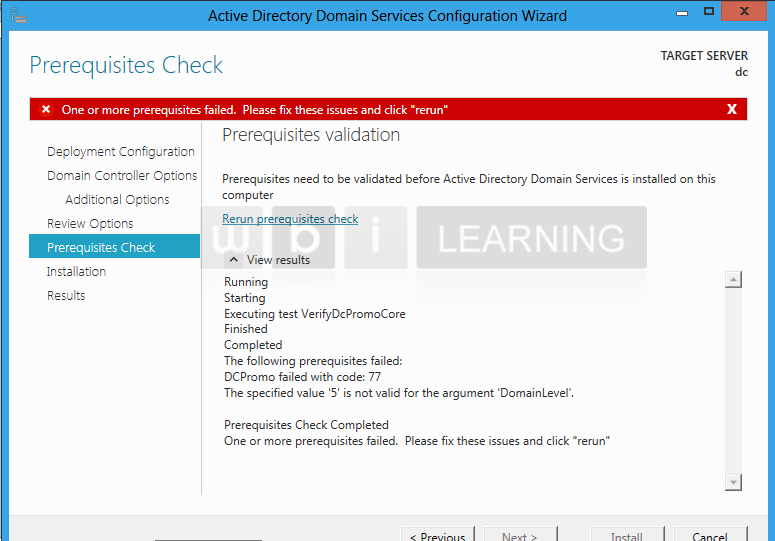 Active Directory Domain Services Configuration Wizard
Prerequisites Check
TARGET SERVER
dc
One or more prerequisites failed.  Please fix these issues and click "rerun"
Deployment Configuration
Domain Controller Options
Additional Options
Review Options
Prerequisites Check
Installation
Results
Prerequisites validation
Prerequisites need to be validated before Active Directory Domain Services is installed on this
computer
Rerun prerequisites check
wbi LEARNING
View results
Running
Starting
Executing test VerifyDcPromoCore
Finished
Completed
The following prerequisites failed:
DCPromo failed with code: 77
The specified value '5' is not valid for the argument 'DomainLevel'.
Prerequisites Check Completed
One or more prerequisites failed.  Please fix these issues and click "rerun"
< Previous
Next >
Install
Cancel